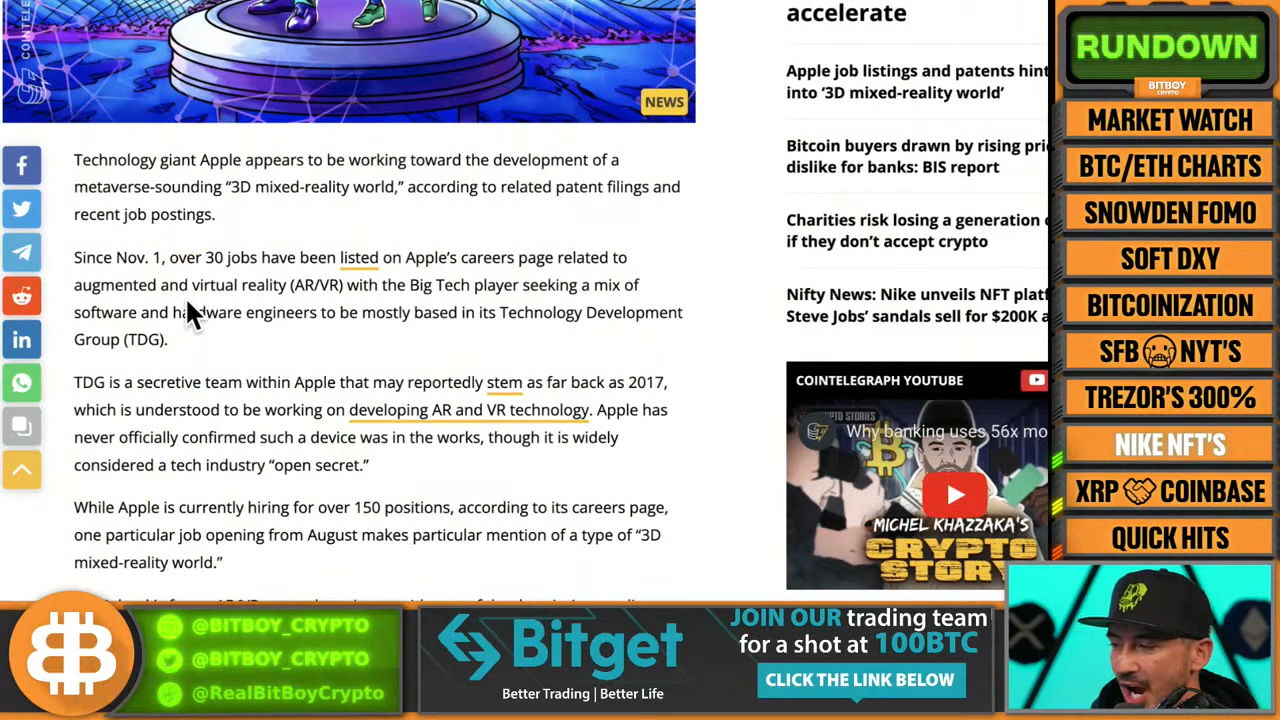 COINTELE
NEWS
Technology giant Apple appears to be working toward the development of a
metaverse-sounding “3D mixed-reality world,” according to related patent filings and
recent job postings.
Since Nov. 1, over 30 jobs have been listed on Apple’s careers page related to
augmented and virtual reality (AR/VR) with the Big Tech player seeking a mix of
software and hardware engineers to be mostly based in its Technology Development
Group (TDG).
TDG is a secretive team within Apple that may reportedly stem as far back as 2017,
which is understood to be working on developing AR and VR technology. Apple has
never officially confirmed such a device was in the works, though it is widely
considered a tech industry “open secret.”
While Apple is currently hiring for over 150 positions, according to its careers page,
one particular job opening from August makes particular mention of a type of “3D
mixed-reality world.”
accelerate
Apple job listings and patents hint
into ‘3D mixed-reality world’
Bitcoin buyers drawn by rising pri
dislike for banks: BIS report
Charities risk losing a generation
if they don’t accept crypto
Nifty News: Nike unveils NFT platf
Steve Jobs’ sandals sell for $200K a
COINTELEGRAPH YOUTUBE
CRYPTO STORIES
Why banking uses 56x mo
MICHEL KHAZZAKA'S
CRYPTO
STORY
RUNDOWN
BITBOY
CRYPTO
MARKET WATCH
BTC/ETH CHARTS
SNOWDEN FOMO
SOFT DXY
BITCOINIZATION
SFB NYT'S
TREZOR'S 300%
NIKE NFT'S
XRP COINBASE
QUICK HITS
@BITBOY_CRYPTO
@BITBOY_CRYPTO
@RealBitBoyCrypto
Bitget
Better Trading | Better Life
JOIN OUR trading team
for a shot at 100BTC
CLICK THE LINK BELOW